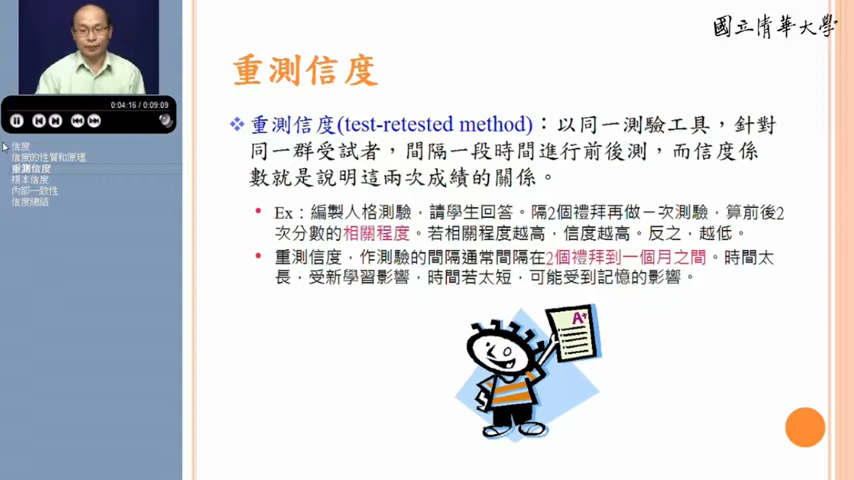 國立清華大學
重測信度
0:04:16 / 0:09:09
信度
信度的性質和原理
重測信度
複本信度
內部一致性
信度總結
重測信度(test-retested method)：以同一測驗工具，針對
同一群受試者，間隔一段時間進行前後測，而信度係
數就是說明這兩次成績的關係。
Ex：編製人格測驗，請學生回答。隔2個禮拜再做一次測驗，算前後2
次分數的相關程度。若相關程度越高，信度越高。反之，越低。
重測信度，作測驗的間隔通常間隔在2個禮拜到一個月之間。時間太
長，受新學習影響，時間若太短，可能受到記憶的影響。
A+